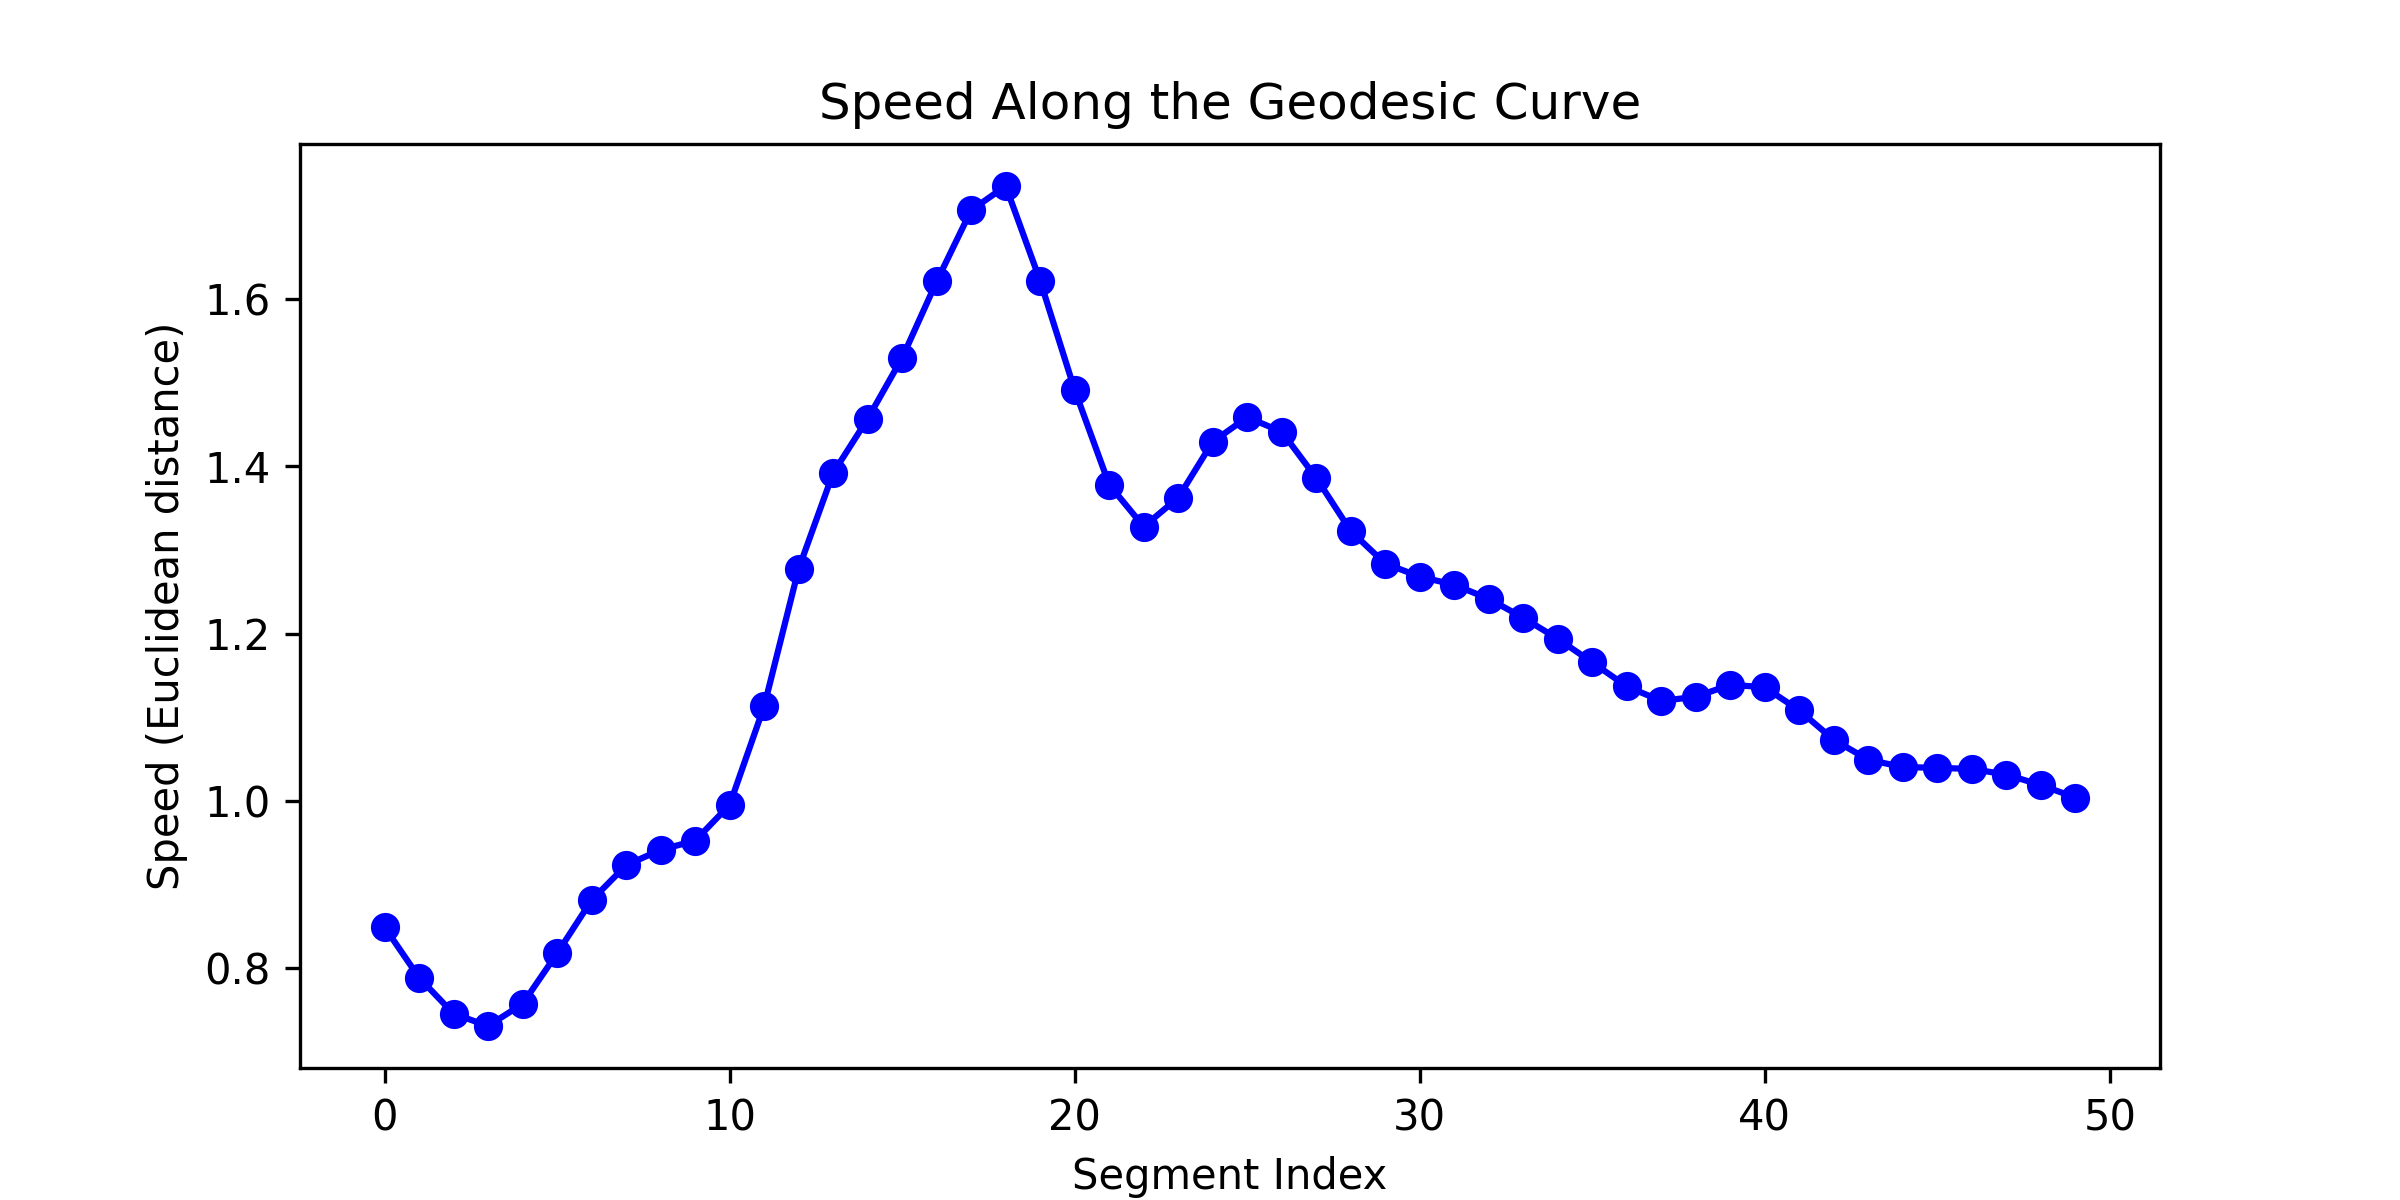 Speed Along the Geodesic Curve
Speed (Euclidean distance)
1.6
1.4
1.2
1.0
0.8
0 10 20 30 40 50
Segment Index